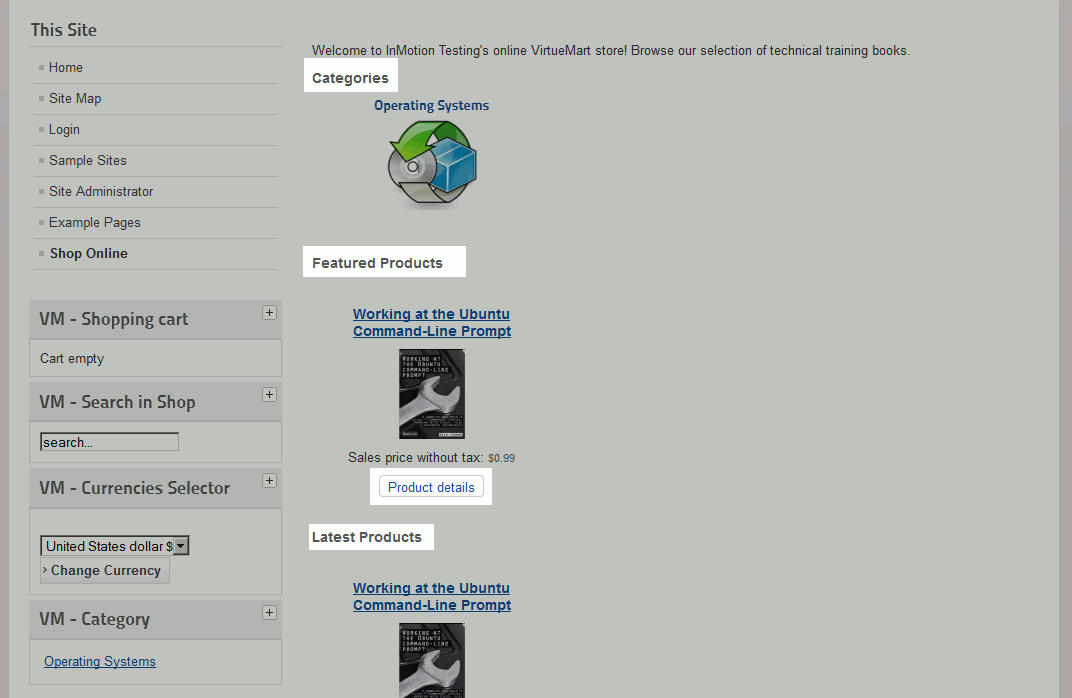 This Site
Home
Site Map
Login
Sample Sites
Site Administrator
Example Pages
Shop Online
VM - Shopping cart
+
Cart empty
VM - Search in Shop
+
search...
VM - Currencies Selector
+
United States dollar $
› Change Currency
VM - Category
+
Operating Systems
Welcome to InMotion Testing's online VirtueMart store! Browse our selection of technical training books.
Categories
Operating Systems
Featured Products
Working at the Ubuntu
Command-Line Prompt
Working at
the Ubuntu
command-line
prompt
Sales price without tax: $0.99
Product details
Latest Products
Working at the Ubuntu
Command-Line Prompt
Working at
the Ubuntu
command-line
prompt